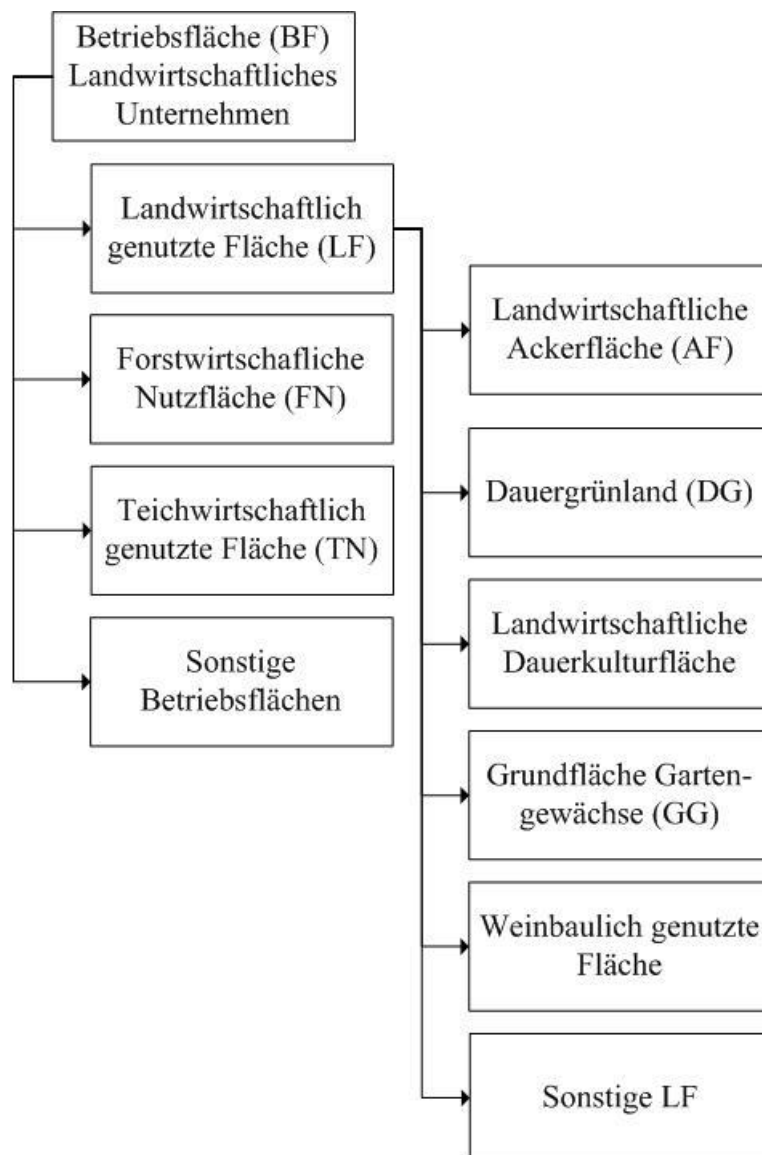 Betriebsfläche (BF)
Landwirtschaftliches
Unternehmen
Landwirtschaftlich
genutzte Fläche (LF)
Forstwirtschafliche
Nutzfläche (FN)
Teichwirtschaftlich
genutzte Fläche (TN)
Sonstige
Betriebsflächen
Landwirtschaftliche
Ackerfläche (AF)
Dauergrünland (DG)
Landwirtschaftliche
Dauerkulturfläche
Grundfläche Garten-
gewächse (GG)
Weinbaulich genutzte
Fläche
Sonstige LF